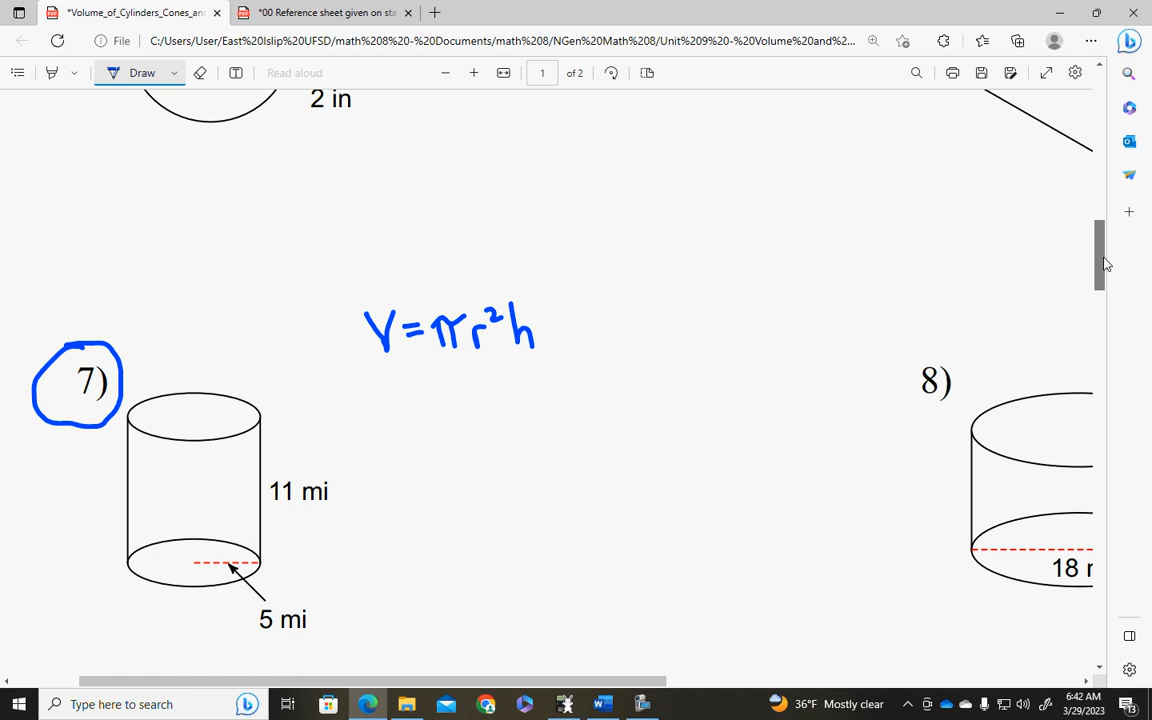 *Volume_of_Cylinders_Cones_an
*00 Reference sheet given on sta
File
C:/Users/User/East%20Islip%20UFSD/math%208%20-%20Documents/math%208/NGen%20Math%208/Unit%209%20-%20Volume%20and%2...
Draw
Read aloud
1
of 2
2 in
V=πr²h
7)
8)
11 mi
18
5 mi
Type here to search
36°F Mostly clear
6:42 AM
3/29/2023
13